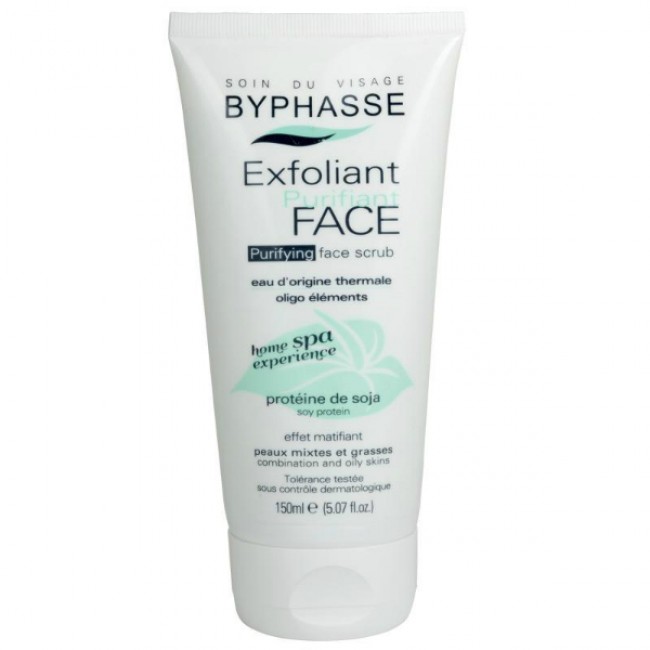 SOIN DU VISAGE
BYPHASSE
Exfoliant
Purifiant
FACE
Purifying face scrub
eau d'origine thermale
oligo éléments
home spa
experience
protéine de soja
soy protein
effet matifiant
peaux mixtes et grasses
combination and oily skins
Tolérance testée
sous contrôle dermatologique
150ml e (5.07 fl.oz.)